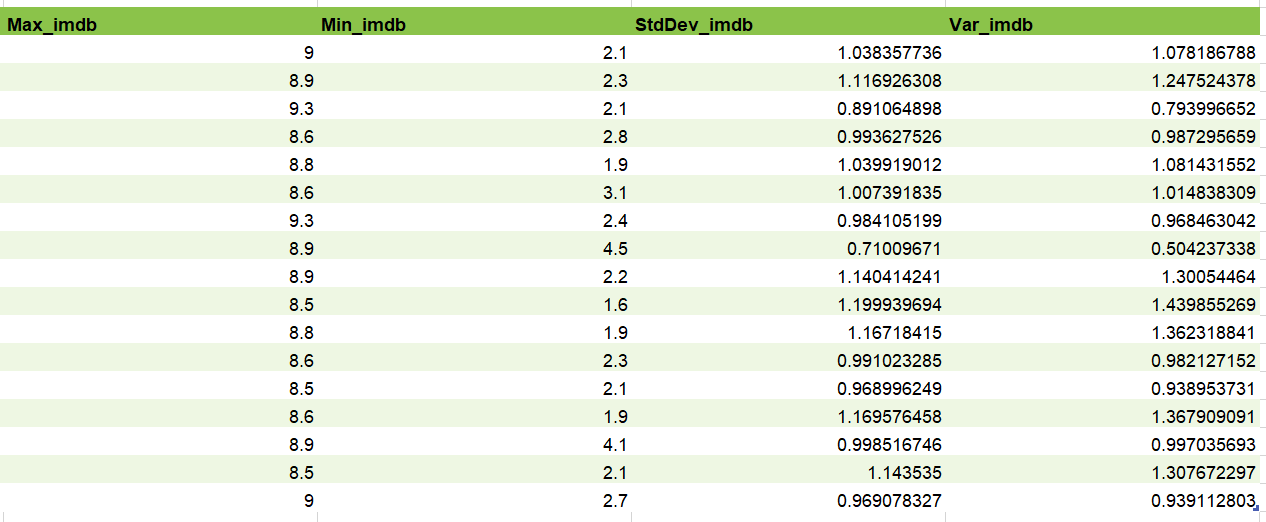 Max_imdb Min_imdb StdDev_imdb Var_imdb
9 2.1 1.038357736 1.078186788
8.9 2.3 1.116926308 1.247524378
9.3 2.1 0.891064898 0.793996652
8.6 2.8 0.993627526 0.987295659
8.8 1.9 1.039919012 1.081431552
8.6 3.1 1.007391835 1.014838309
9.3 2.4 0.984105199 0.968463042
8.9 4.5 0.71009671 0.504237338
8.9 2.2 1.140414241 1.30054464
8.5 1.6 1.199939694 1.439855269
8.8 1.9 1.16718415 1.362318841
8.6 2.3 0.991023285 0.982127152
8.5 2.1 0.968996249 0.938953731
8.6 1.9 1.169576458 1.367909091
8.9 4.1 0.998516746 0.997035693
8.5 2.1 1.143535 1.307672297
9 2.7 0.969078327 0.939112803